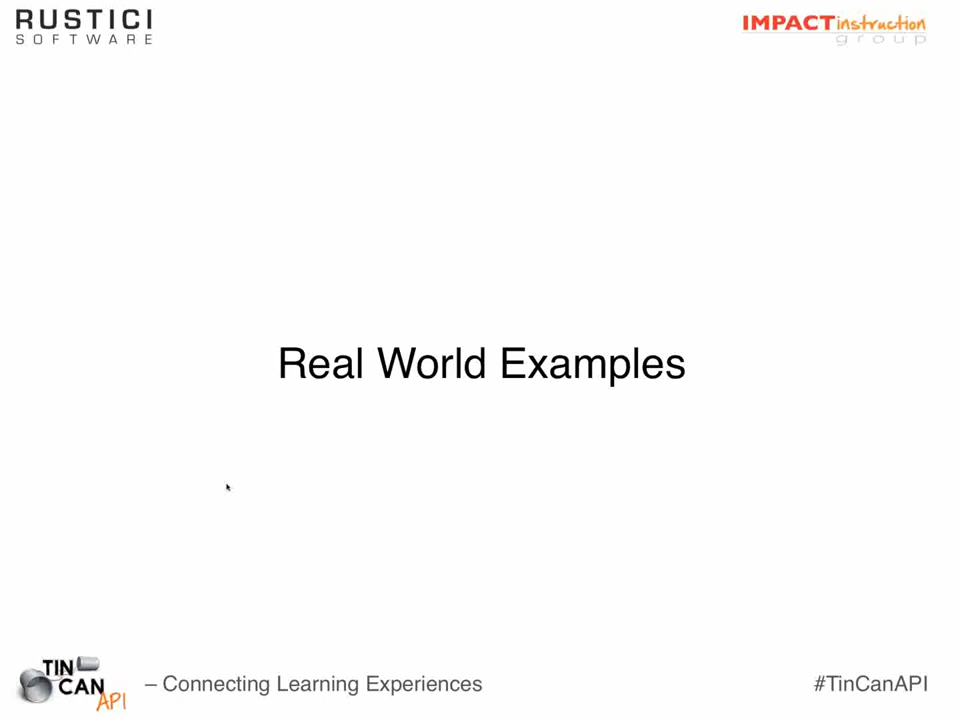 RUSTICI
SOFTWARE
IMPACTinstruction
group
Real World Examples
TIN
CAN
API
– Connecting Learning Experiences
#TinCanAPI